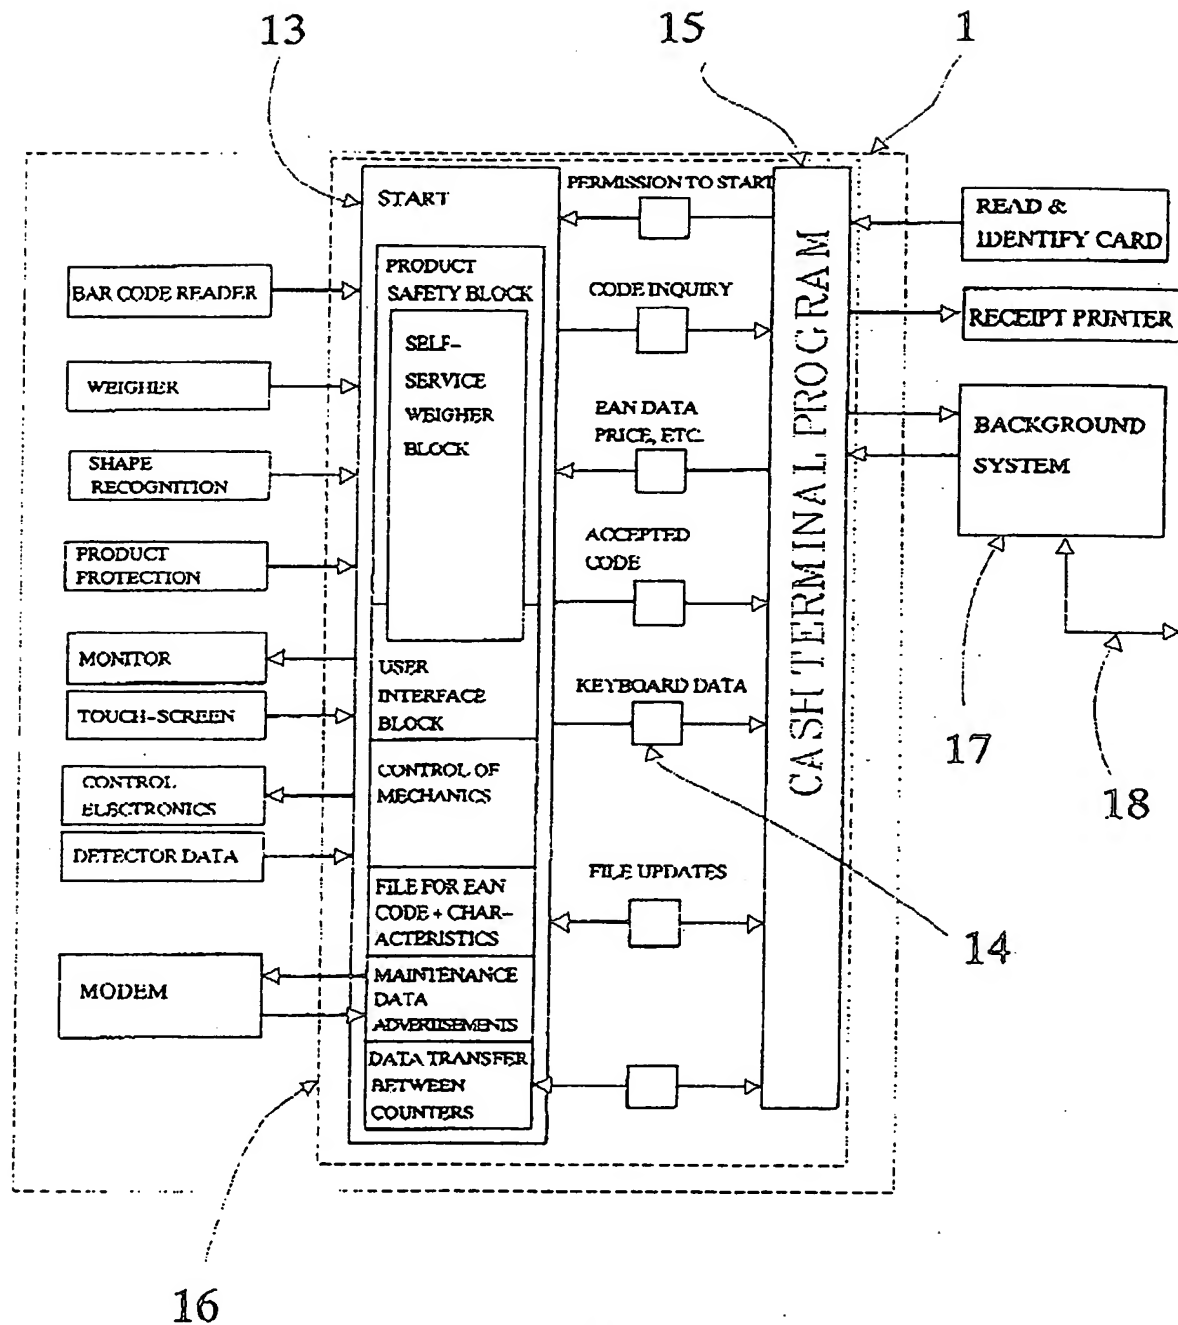 13
15
1
START
PERMISSION TO START
READ &
IDENTIFY CARD
PRODUCT
SAFETY BLOCK
BAR CODE READER
CODE INQUIRY
RECEIPT PRINTER
SELF-
SERVICE
WEIGHER
BLOCK
WEIGHER
EAN DATA
PRICE, ETC.
BACKGROUND
SYSTEM
SHAPE
RECOGNITION
CASH TERMINAL PROGRAM
PRODUCT
PROTECTION
ACCEPTED
CODE
MONITOR
USER
INTERFACE
BLOCK
KEYBOARD DATA
TOUCH-SCREEN
17
18
CONTROL
ELECTRONICS
CONTROL OF
MECHANICS
DETECTOR DATA
FILE FOR EAN
CODE + CHAR-
ACTERISTICS
FILE UPDATES
14
MODEM
MAINTENANCE
DATA
ADVERTISEMENTS
DATA TRANSFER
BETWEEN
COUNTERS
16